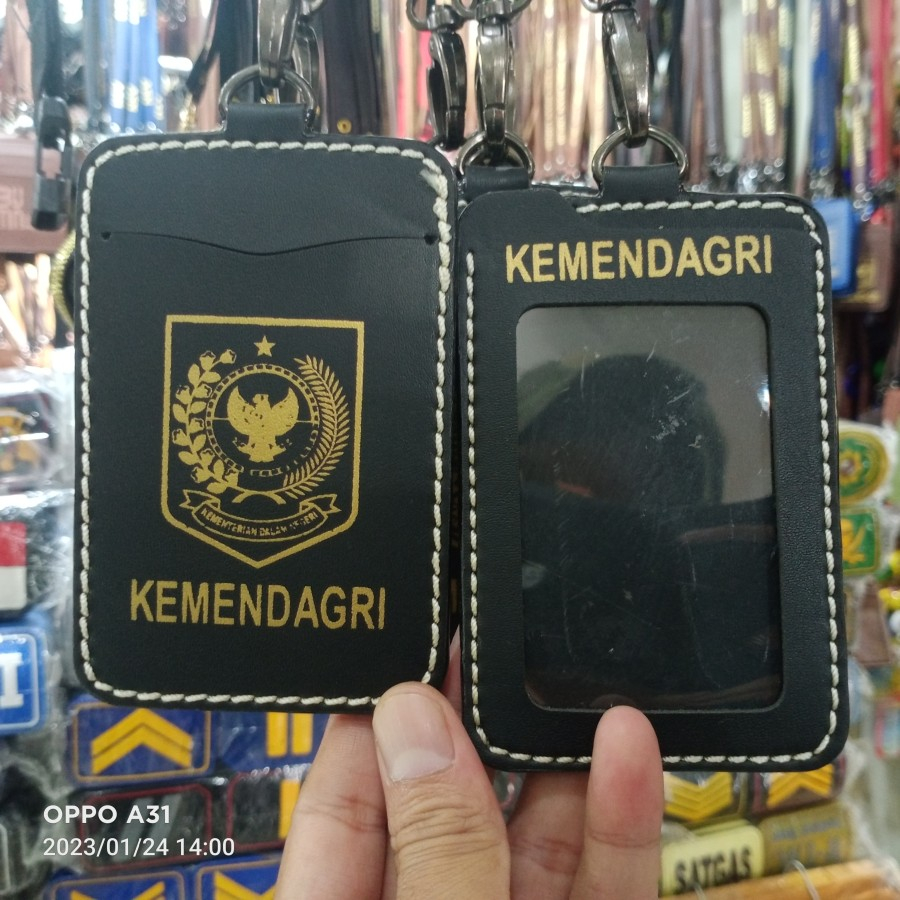 KEMENTERIAN DALAM NEGERI
KEMENDAGRI
KEMENDAGRI
OPPO A31
2023/01/24 14:00
SATGAS